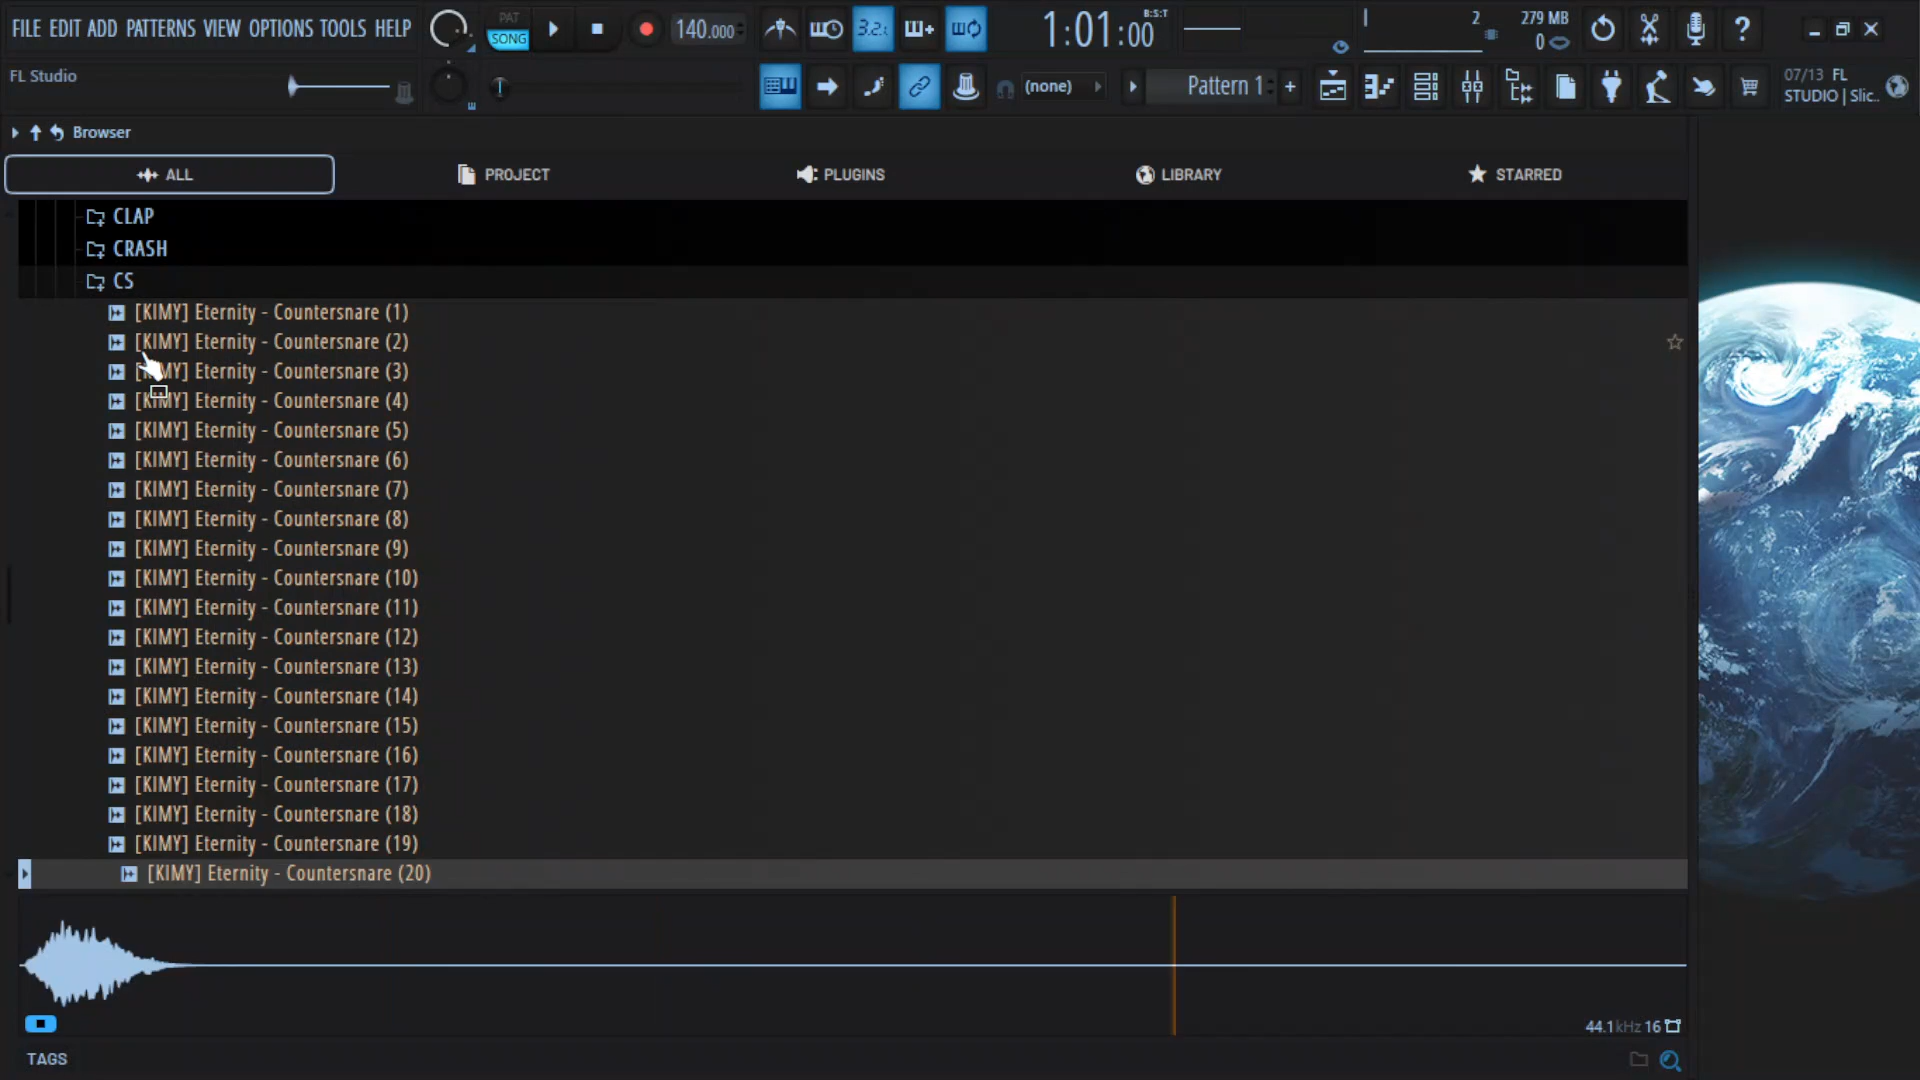 FILE EDIT ADD PATTERNS VIEW OPTIONS TOOLS HELP
PAT
SONG
140.000
3.2.
1:01:00
B:S:T
2
279 MB
0
FL Studio
(none)
Pattern 1
07/13 FL
STUDIO | Slic..
Browser
ALL
PROJECT
PLUGINS
LIBRARY
STARRED
CLAP
CRASH
CS
[KIMY] Eternity - Countersnare (1)
[KIMY] Eternity - Countersnare (2)
[KIMY] Eternity - Countersnare (3)
[KIMY] Eternity - Countersnare (4)
[KIMY] Eternity - Countersnare (5)
[KIMY] Eternity - Countersnare (6)
[KIMY] Eternity - Countersnare (7)
[KIMY] Eternity - Countersnare (8)
[KIMY] Eternity - Countersnare (9)
[KIMY] Eternity - Countersnare (10)
[KIMY] Eternity - Countersnare (11)
[KIMY] Eternity - Countersnare (12)
[KIMY] Eternity - Countersnare (13)
[KIMY] Eternity - Countersnare (14)
[KIMY] Eternity - Countersnare (15)
[KIMY] Eternity - Countersnare (16)
[KIMY] Eternity - Countersnare (17)
[KIMY] Eternity - Countersnare (18)
[KIMY] Eternity - Countersnare (19)
[KIMY] Eternity - Countersnare (20)
44.1kHz 16
TAGS